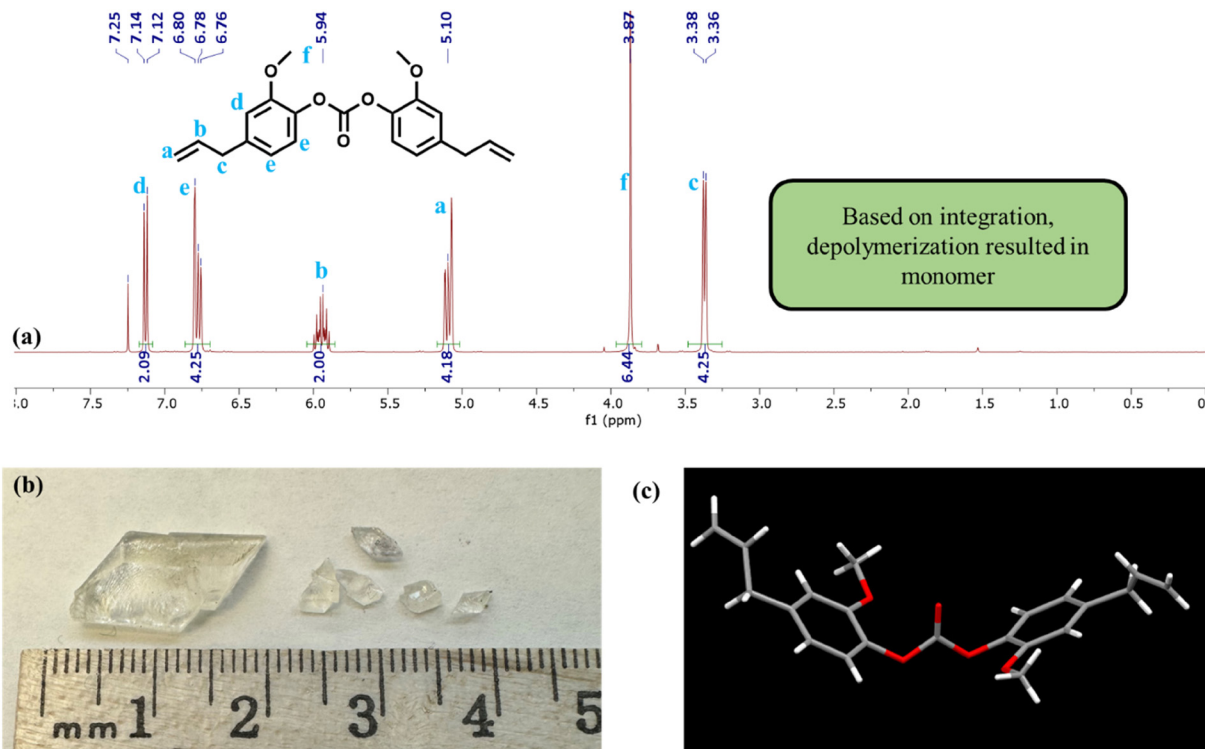 7.25
7.14
7.12
6.80
6.78
6.76
5.94
5.10
3.87
3.38
3.36
f
O
O
d
O
O
b
e
O
a
c
e
d
e
b
a
f
c
Based on integration,
depolymerization resulted in
monomer
(a)
2.09
4.25
2.00
4.18
6.44
4.25
3.0 7.5 7.0 6.5 6.0 5.5 5.0 4.5 4.0 3.5 3.0 2.5 2.0 1.5 1.0 0.5 0
f1 (ppm)
(b)
mm 1 2 3 4 5
(c)